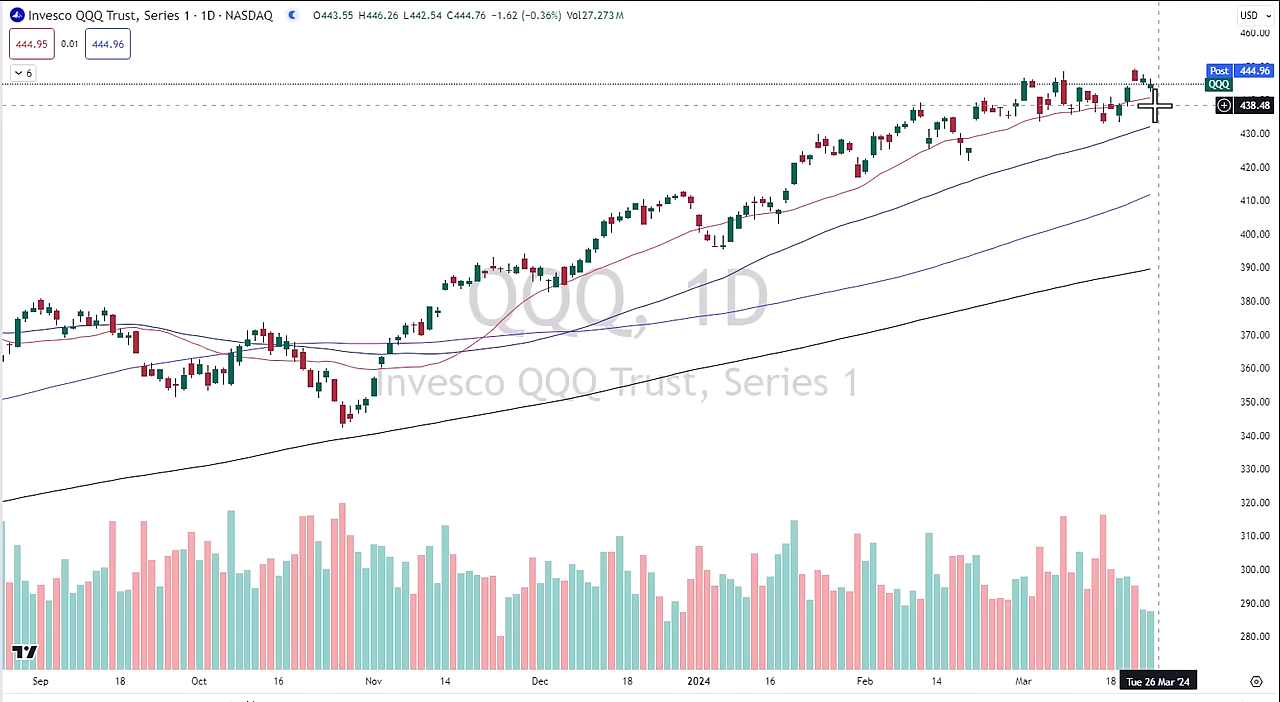 Invesco QQQ Trust, Series 1 · 1D · NASDAQ O443.55 H446.26 L442.54 C444.76 −1.62 (−0.36%) Vol27.273M USD
444.95 0.01 444.96
6
460.00
Post 444.96
QQQ
438.48
430.00
420.00
410.00
400.00
390.00
380.00
370.00
360.00
350.00
340.00
330.00
320.00
310.00
300.00
290.00
280.00
QQQ, 1D
Invesco QQQ Trust, Series 1
Sep 18 Oct 16 Nov 14 Dec 18 2024 16 Feb 14 Mar 18 Tue 26 Mar '24